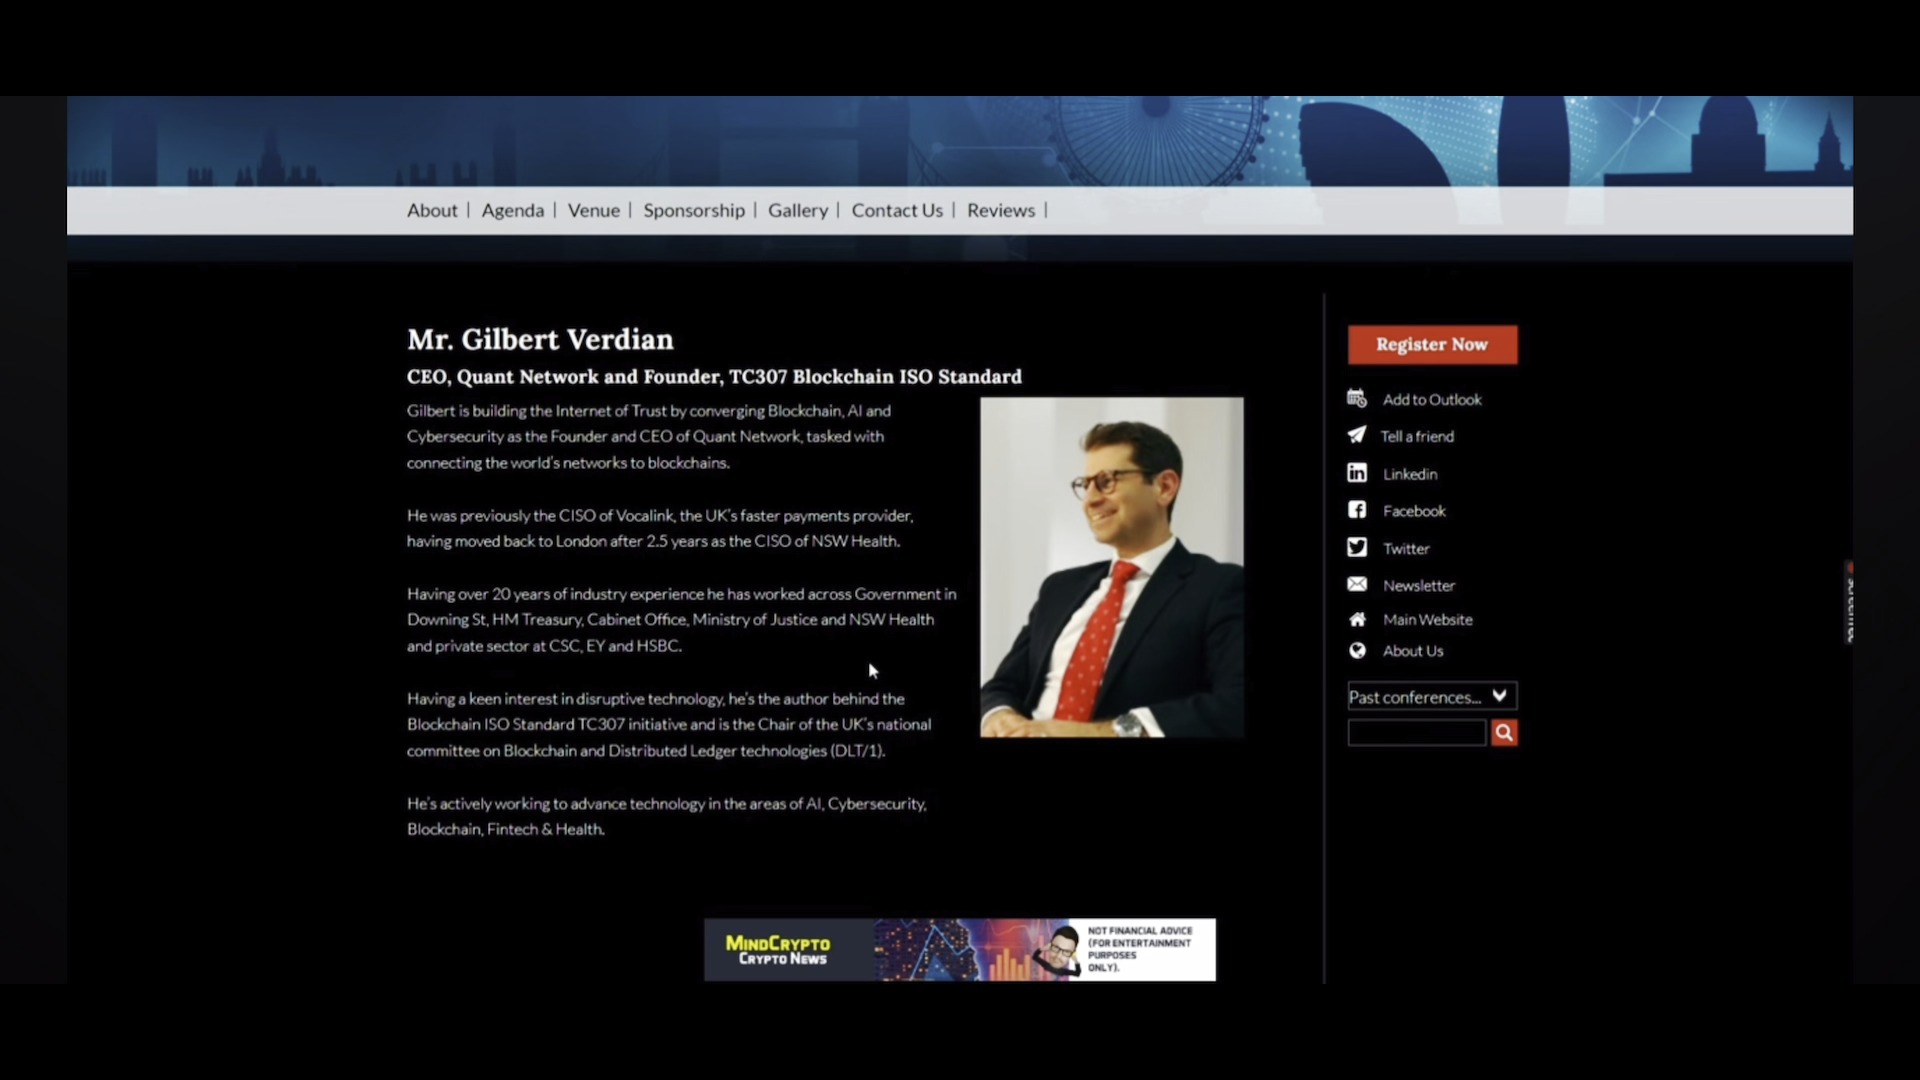 About | Agenda | Venue | Sponsorship | Gallery | Contact Us | Reviews |
Mr. Gilbert Verdian
CEO, Quant Network and Founder, TC307 Blockchain ISO Standard
Gilbert is building the Internet of Trust by converging Blockchain, AI and
Cybersecurity as the Founder and CEO of Quant Network, tasked with
connecting the world's networks to blockchains.
He was previously the CISO of Vocalink, the UK's faster payments provider,
having moved back to London after 2.5 years as the CISO of NSW Health.
Having over 20 years of industry experience he has worked across Government in
Downing St, HM Treasury, Cabinet Office, Ministry of Justice and NSW Health
and private sector at CSC, EY and HSBC.
Having a keen interest in disruptive technology, he's the author behind the
Blockchain ISO Standard TC307 initiative and is the Chair of the UK's national
committee on Blockchain and Distributed Ledger technologies (DLT/1).
He's actively working to advance technology in the areas of AI, Cybersecurity,
Blockchain, Fintech & Health.
Register Now
Add to Outlook
Tell a friend
Linkedin
Facebook
Twitter
Newsletter
Main Website
About Us
Past conferences...
MINDCRYPTO
CRYPTO NEWS
NOT FINANCIAL ADVICE
(FOR ENTERTAINMENT
PURPOSES
ONLY).